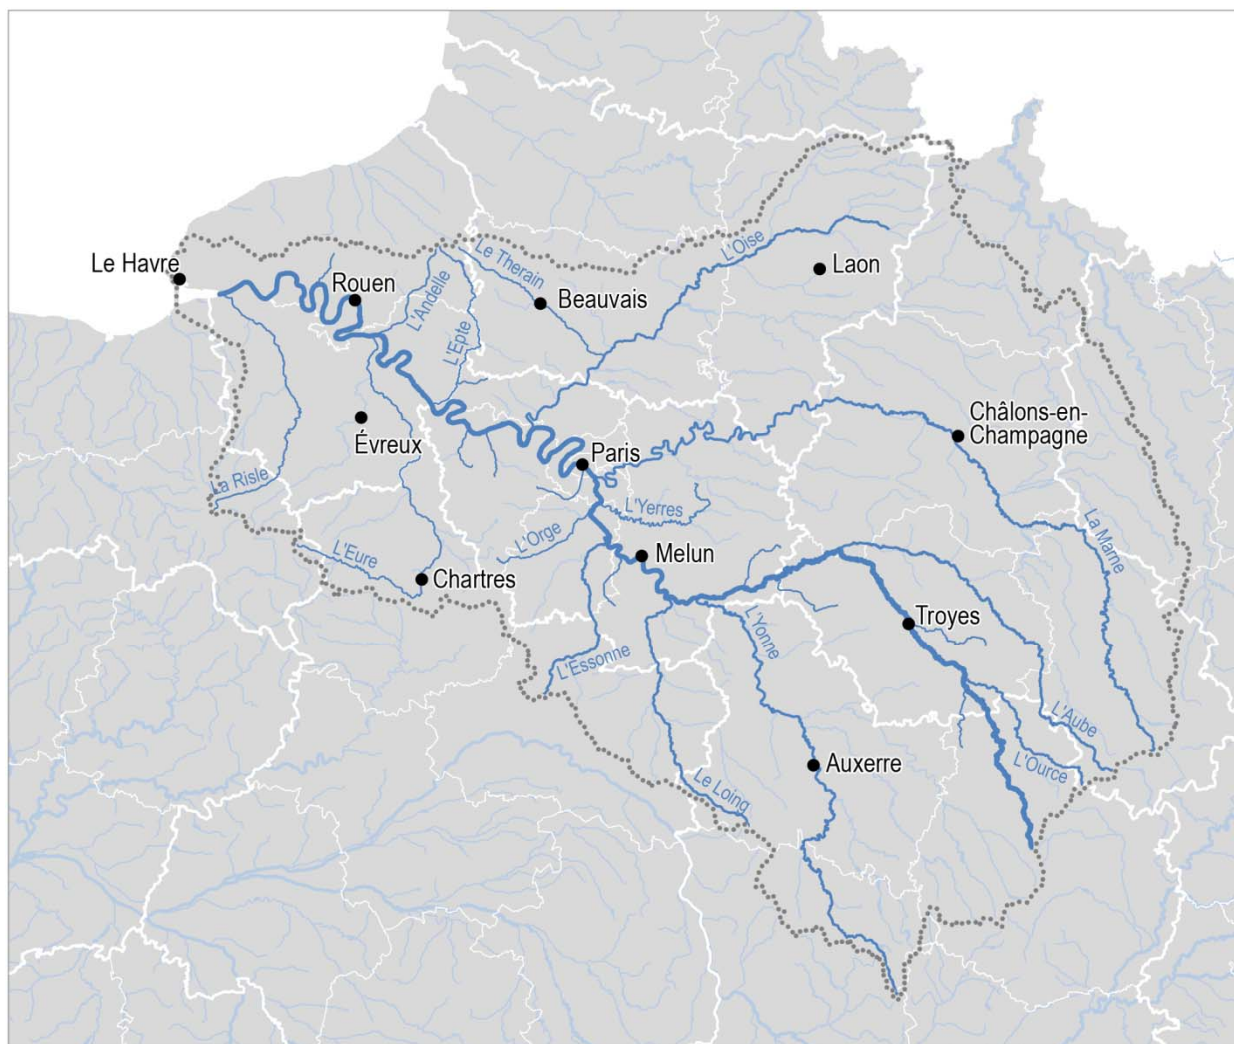 L'Oise
Le Havre
Laon
Le Therain
Rouen
L'Andelle
Beauvais
L'Epte
Châlons-en-
Champagne
Évreux
Paris
La Risle
L'Yerres
L'Orge
La Marne
L'Eure
Melun
Chartres
L'Yonne
Troyes
L'Essonne
L'Aube
Auxerre
L'Ource
Le Loing